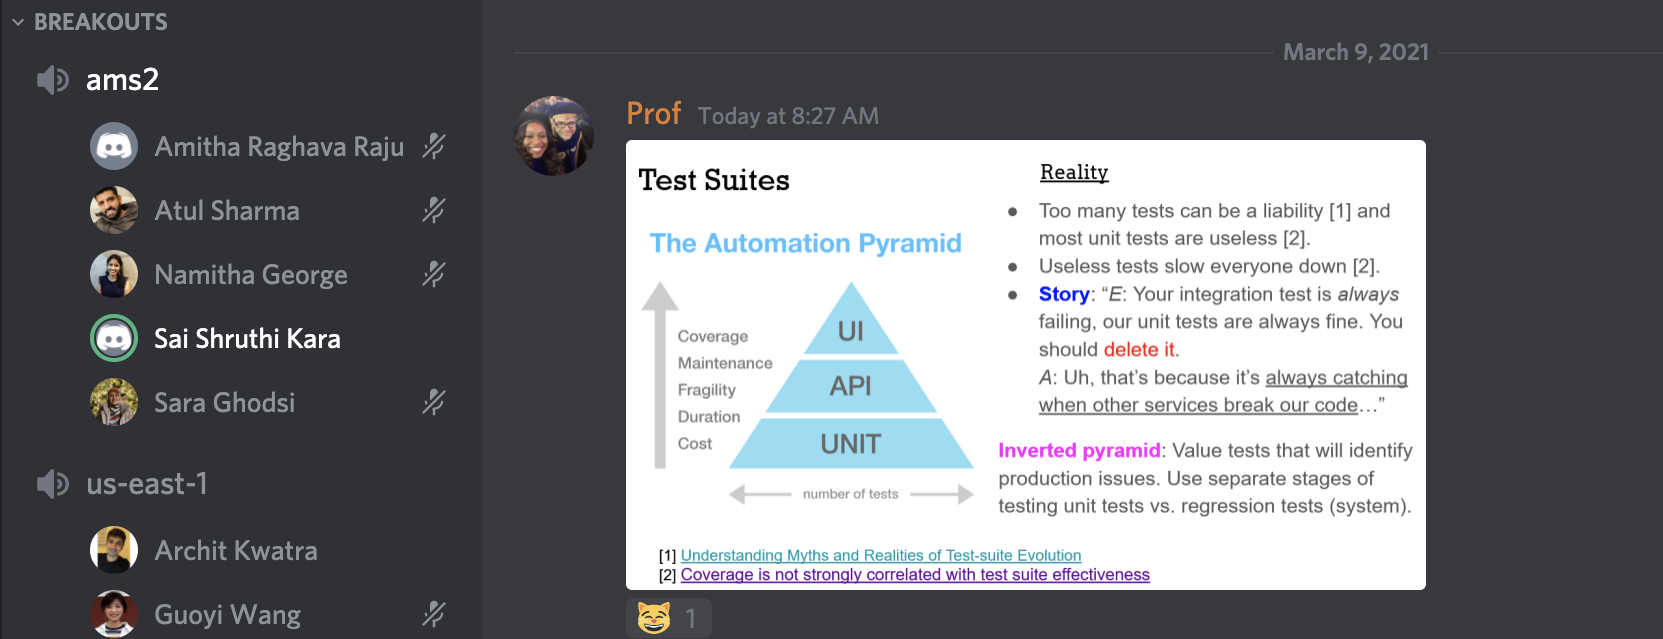 BREAKOUTS
ams2
Amitha Raghava Raju
Atul Sharma
Namitha George
Sai Shruthi Kara
Sara Ghodsi
us-east-1
Archit Kwatra
Guoyi Wang
March 9, 2021
Prof Today at 8:27 AM
Test Suites
The Automation Pyramid
Coverage
Maintenance
Fragility
Duration
Cost
UI
API
UNIT
number of tests
Reality
● Too many tests can be a liability [1] and
most unit tests are useless [2].
● Useless tests slow everyone down [2].
● Story: “E: Your integration test is always
failing, our unit tests are always fine. You
should delete it.
A: Uh, that’s because it’s always catching
when other services break our code…”
Inverted pyramid: Value tests that will identify
production issues. Use separate stages of
testing unit tests vs. regression tests (system).
[1] Understanding Myths and Realities of Test-suite Evolution
[2] Coverage is not strongly correlated with test suite effectiveness
1